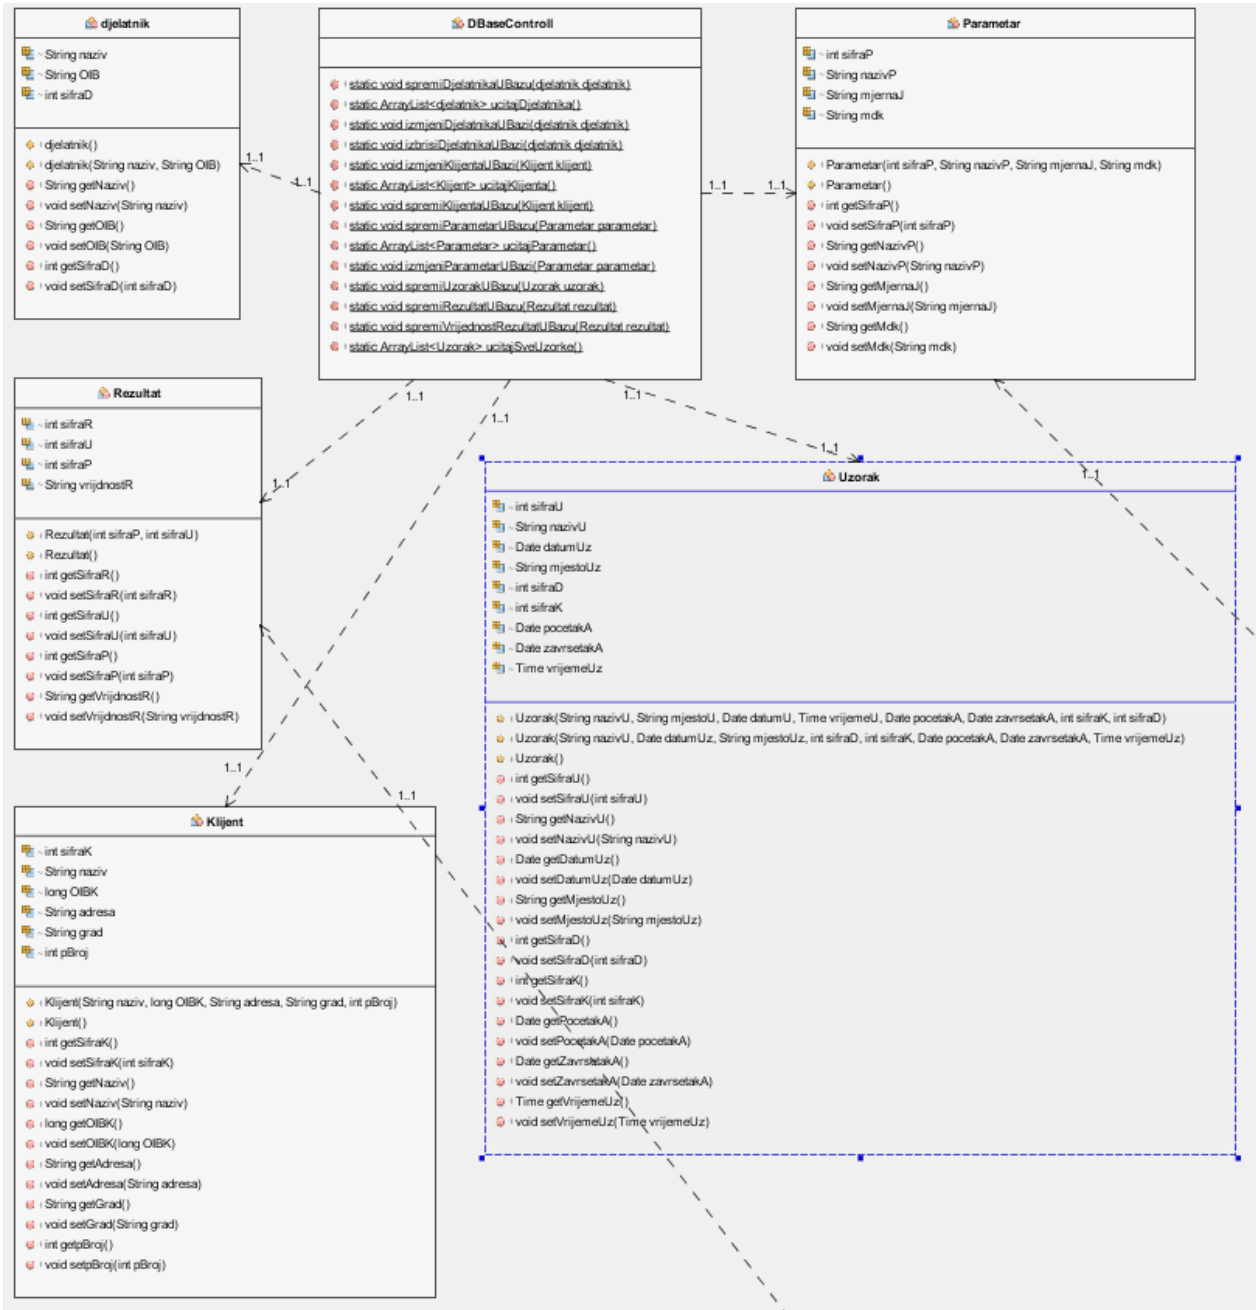 djelatnik
~ String naziv
~ String OIB
~ int sifraD
djelatnik()
djelatnik(String naziv, String OIB)
String getNaziv()
void setNaziv(String naziv)
String getOIB()
void setOIB(String OIB)
int getSifraD()
void setSifraD(int sifraD)
1..1
1..1
DBaseControll
static void spremiDjelatnikaUBazu(djelatnik djelatnik)
static ArrayList<djelatnik> ucitajDjelatnika()
static void izmjeniDjelatnikaUBazi(djelatnik djelatnik)
static void izbrisiDjelatnikaUBazi(djelatnik djelatnik)
static void izmjeniKlijentaUBazi(Klijent klijent)
static ArrayList<Klijent> ucitajKlijenta()
static void spremiKlijentaUBazu(Klijent klijent)
static void spremiParametarUBazu(Parametar parametar)
static ArrayList<Parametar> ucitajParametar()
static void izmjeniParametarUBazi(Parametar parametar)
static void spremiUzorakUBazu(Uzorak uzorak)
static void spremiRezultatUBazu(Rezultat rezultat)
static void spremiVrijednostRezultatUBazu(Rezultat rezultat)
static ArrayList<Uzorak> ucitajSveUzorke()
1..1
1..1
Parametar
~ int sifraP
~ String nazivP
~ String mjernaJ
~ String mdk
Parametar(int sifraP, String nazivP, String mjernaJ, String mdk)
Parametar()
int getSifraP()
void setSifraP(int sifraP)
String getNazivP()
void setNazivP(String nazivP)
String getMjernaJ()
void setMjernaJ(String mjernaJ)
String getMdk()
void setMdk(String mdk)
1..1
1..1
1..1
1..1
1..1
1..1
Rezultat
~ int sifraR
~ int sifraU
~ int sifraP
~ String vrijdnostR
Rezultat(int sifraP, int sifraU)
Rezultat()
int getSifraR()
void setSifraR(int sifraR)
int getSifraU()
void setSifraU(int sifraU)
int getSifraP()
void setSifraP(int sifraP)
String getVrijdnostR()
void setVrijdnostR(String vrijdnostR)
Uzorak
~ int sifraU
~ String nazivU
~ Date datumUz
~ String mjestoUz
~ int sifraD
~ int sifraK
~ Date pocetakA
~ Date zavrsetakA
~ Time vrijemeUz
Uzorak(String nazivU, String mjestoU, Date datumU, Time vrijemeU, Date pocetakA, Date zavrsetakA, int sifraK, int sifraD)
Uzorak(String nazivU, Date datumUz, String mjestoUz, int sifraD, int sifraK, Date pocetakA, Date zavrsetakA, Time vrijemeUz)
Uzorak()
int getSifraU()
void setSifraU(int sifraU)
String getNazivU()
void setNazivU(String nazivU)
Date getDatumUz()
void setDatumUz(Date datumUz)
String getMjestoUz()
void setMjestoUz(String mjestoUz)
int getSifraD()
void setSifraD(int sifraD)
int getSifraK()
void setSifraK(int sifraK)
Date getPocetakA()
void setPocetakA(Date pocetakA)
Date getZavrsetakA()
void setZavrsetakA(Date zavrsetakA)
Time getVrijemeUz()
void setVrijemeUz(Time vrijemeUz)
1..1
1..1
Klijent
~ int sifraK
~ String naziv
~ long OIBK
~ String adresa
~ String grad
~ int pBroj
Klijent(String naziv, long OIBK, String adresa, String grad, int pBroj)
Klijent()
int getSifraK()
void setSifraK(int sifraK)
String getNaziv()
void setNaziv(String naziv)
long getOIBK()
void setOIBK(long OIBK)
String getAdresa()
void setAdresa(String adresa)
String getGrad()
void setGrad(String grad)
int getpBroj()
void setpBroj(int pBroj)